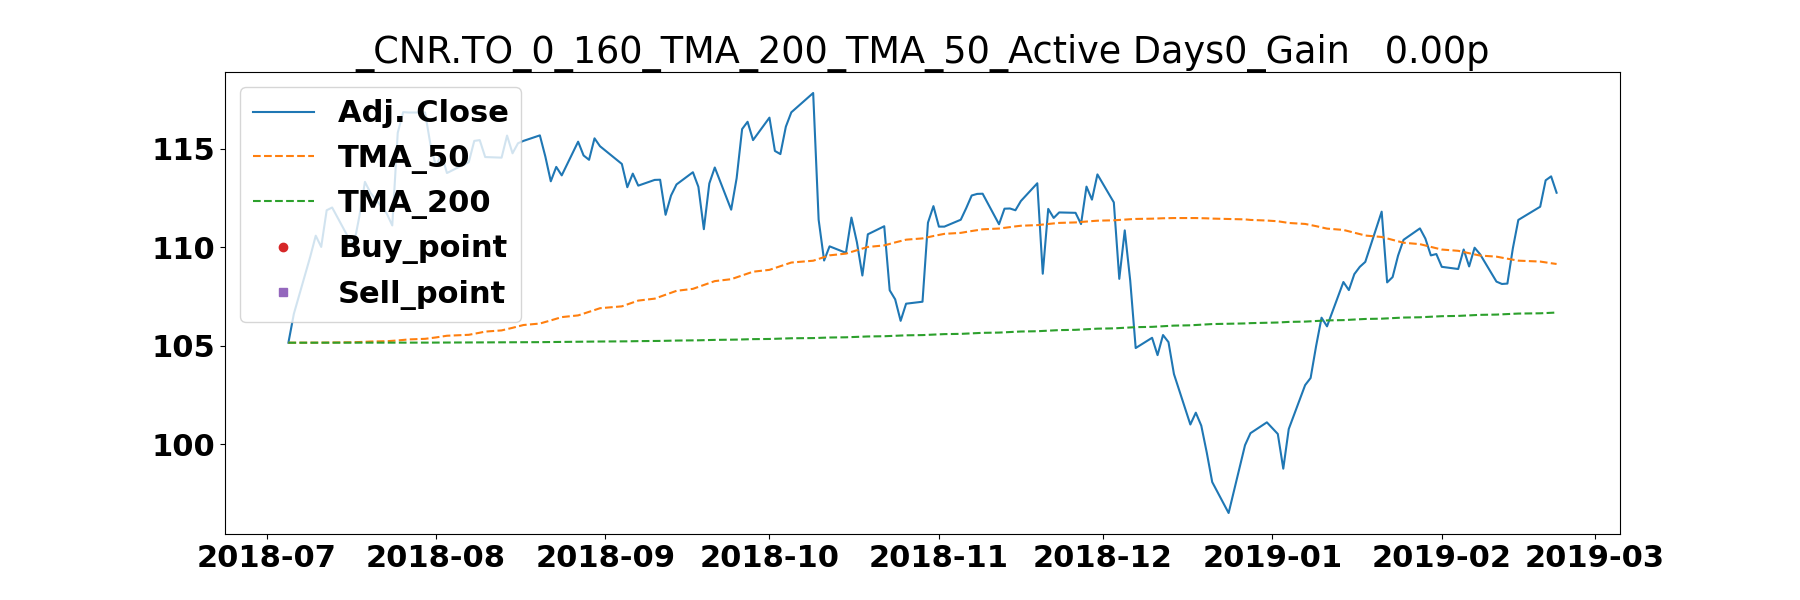 _CNR.TO_0_160_TMA_200_TMA_50_Active Days0_Gain   0.00p
Adj. Close
TMA_50
TMA_200
Buy_point
Sell_point
115
110
105
100
2018-07 2018-08 2018-09 2018-10 2018-11 2018-12 2019-01 2019-02 2019-03